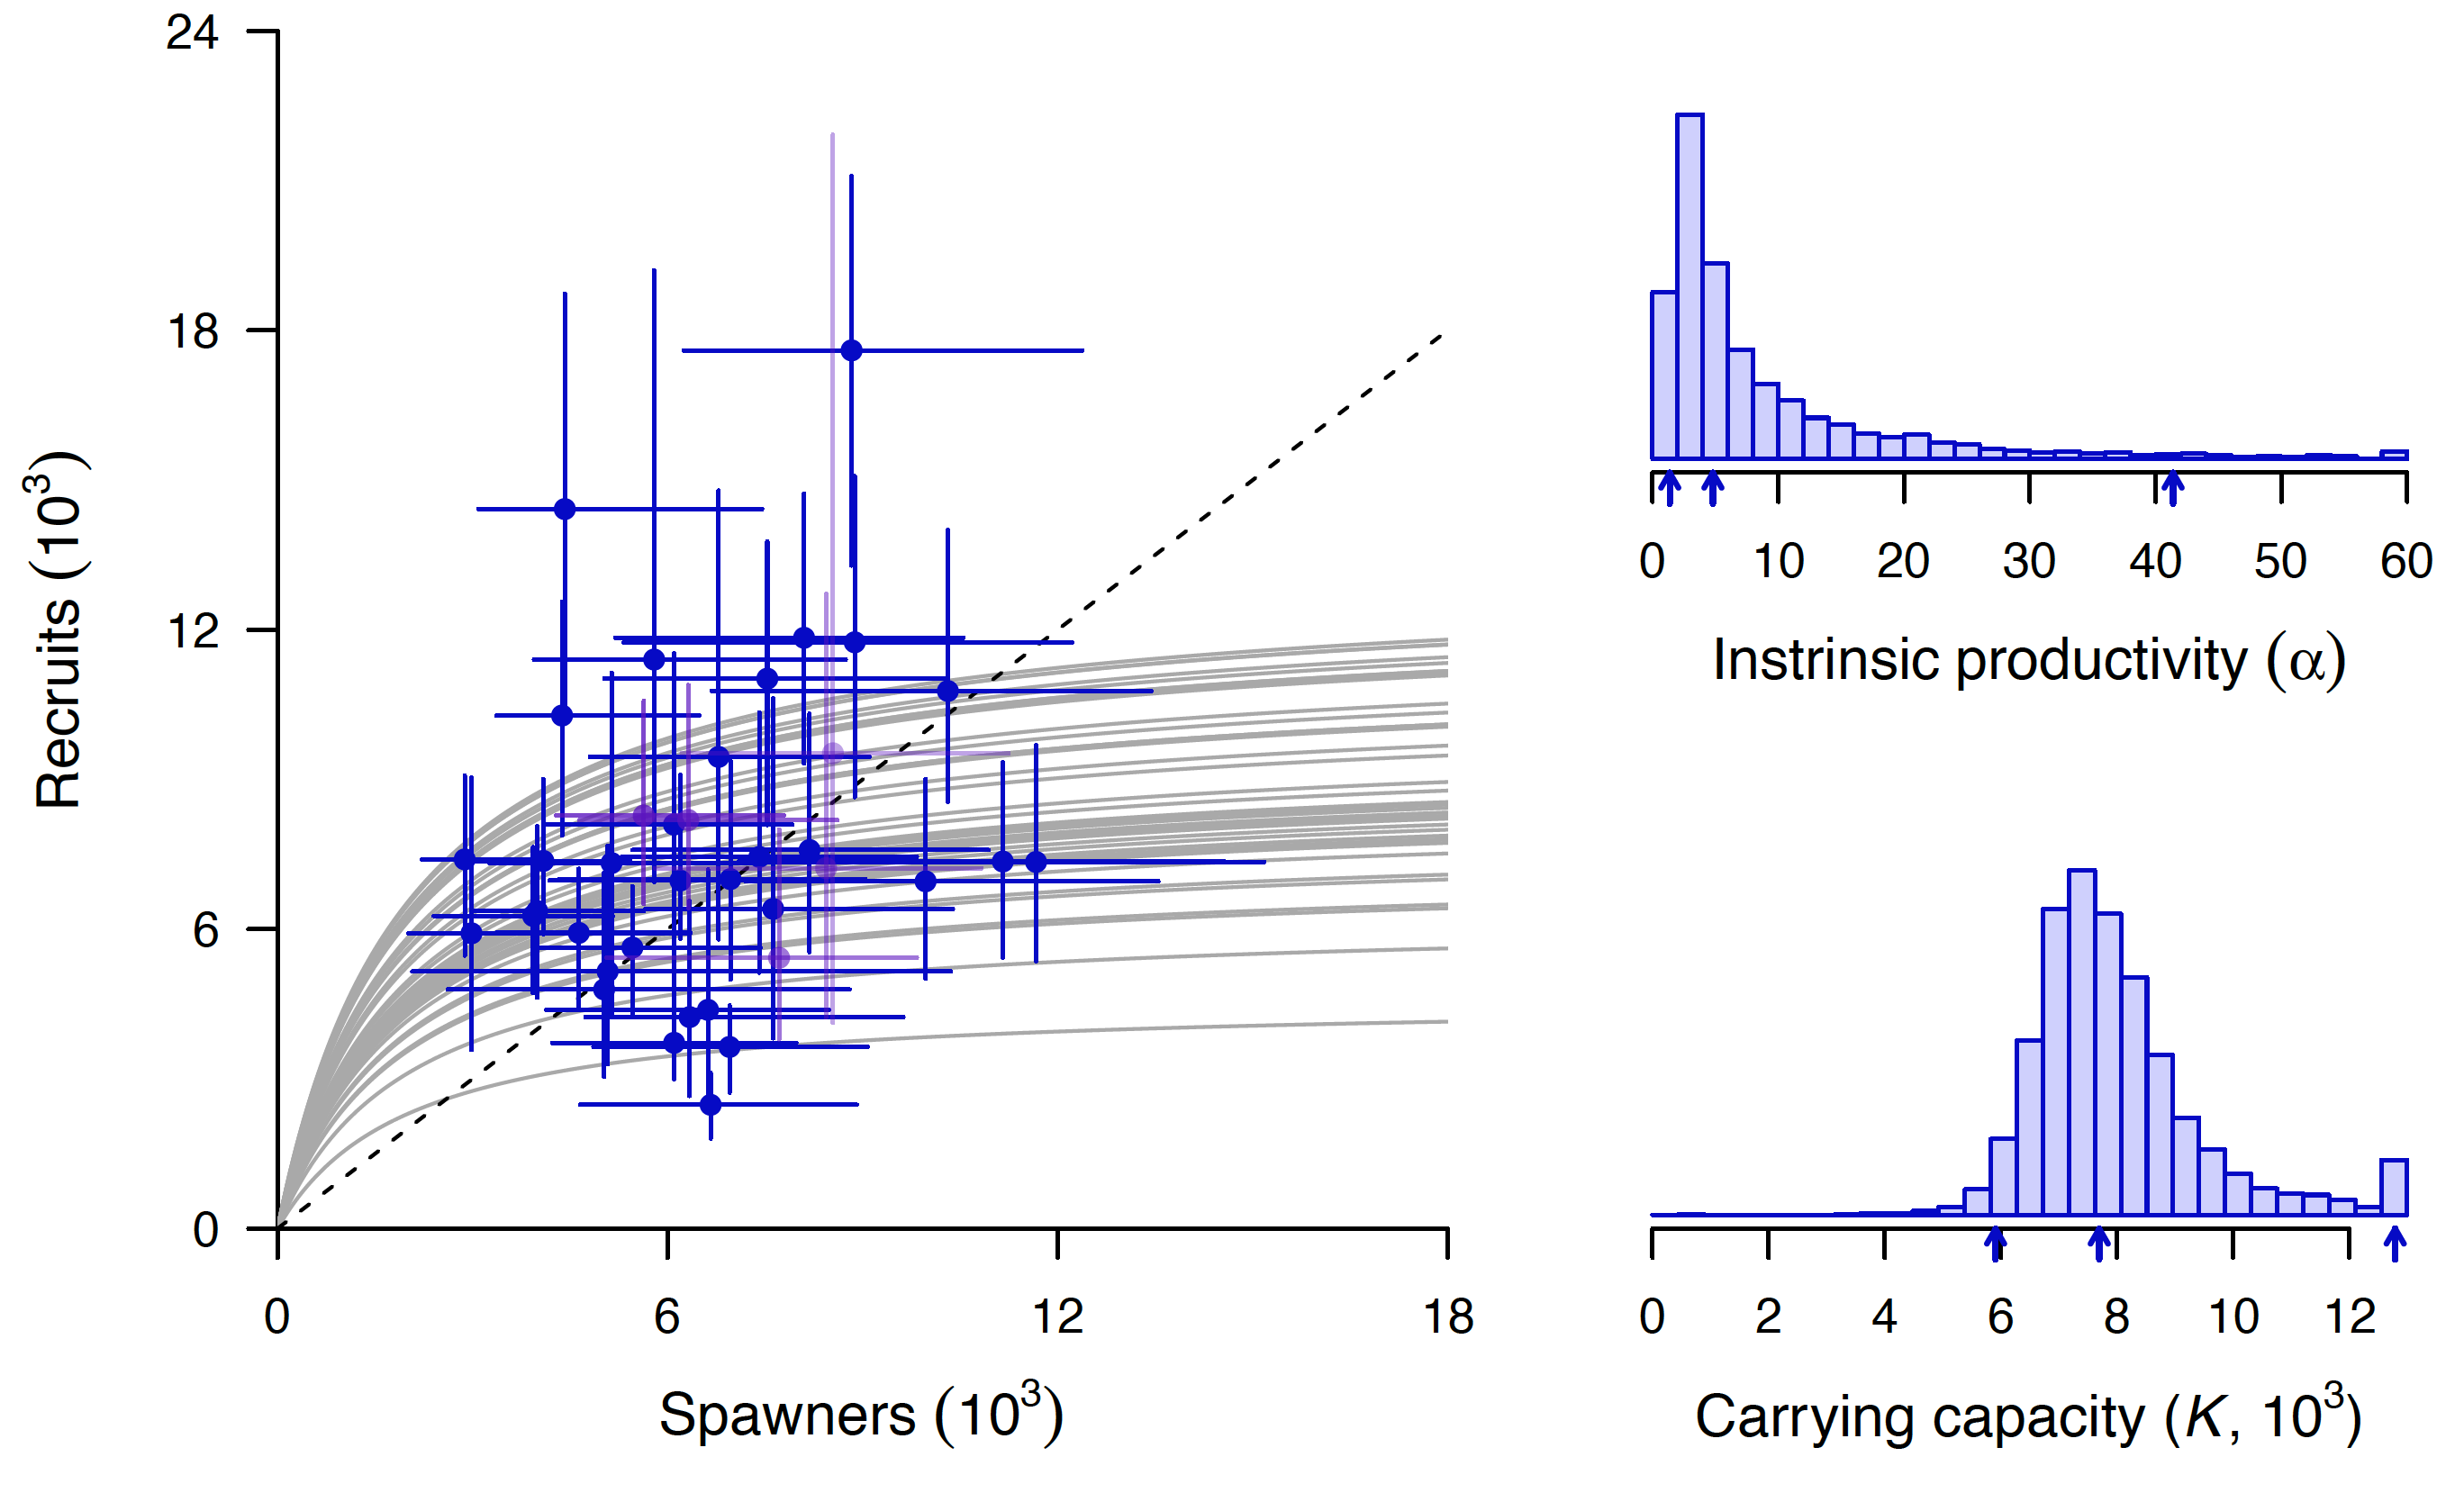 24
18
12
6
0
Recruits (10³)
0 6 12 18
Spawners (10³)
0 10 20 30 40 50 60
Instrinsic productivity (α)
0 2 4 6 8 10 12
Carrying capacity (K, 10³)